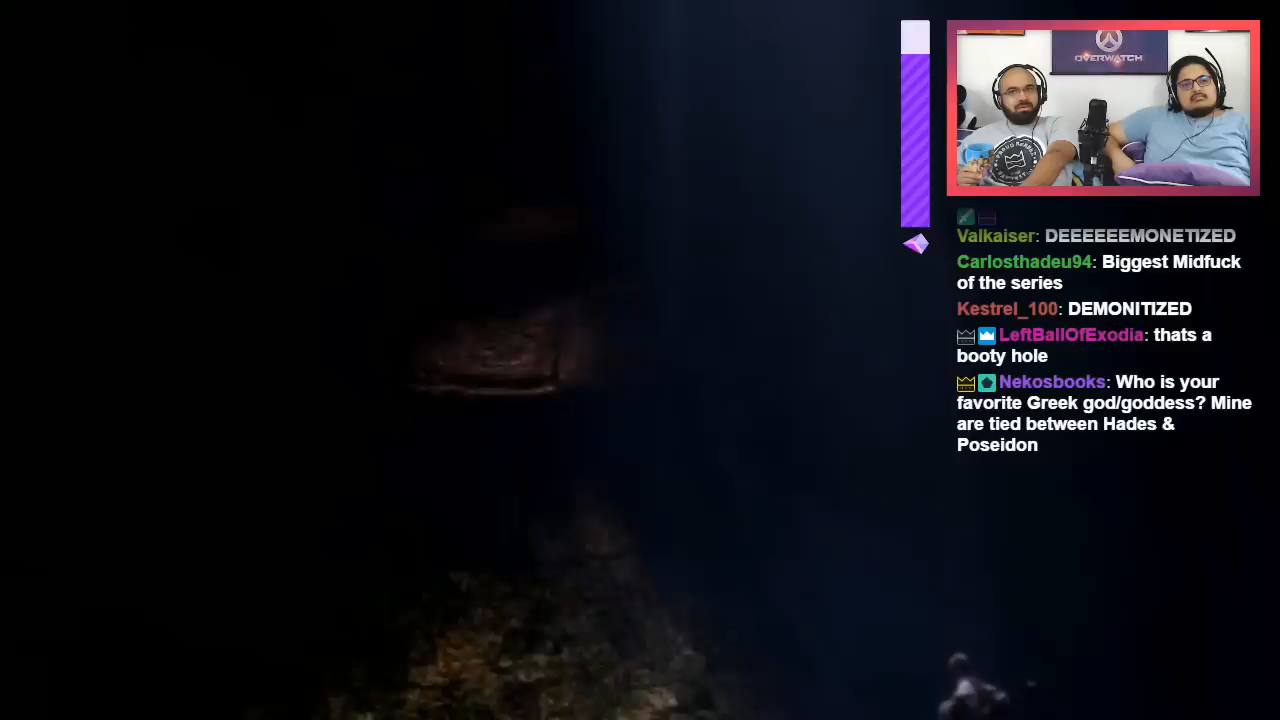 OVERWATCH
Valkaiser: DEEEEEEMONETIZED
Carlosthadeu94: Biggest Midfuck
of the series
Kestrel_100: DEMONITIZED
LeftBallOfExodia: thats a
booty hole
Nekosbooks: Who is your
favorite Greek god/goddess? Mine
are tied between Hades &
Poseidon